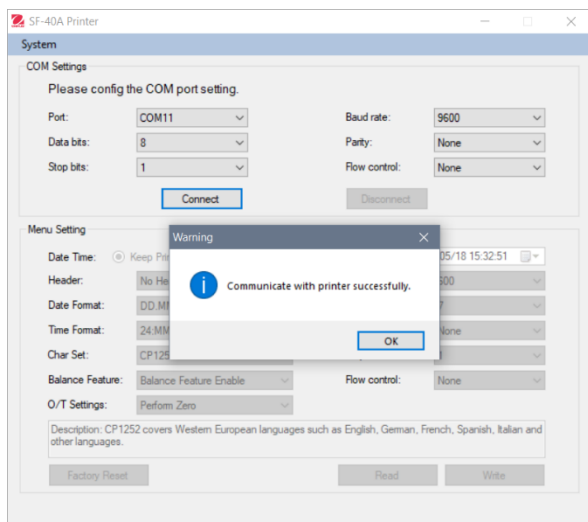 SF-40A Printer
System
COM Settings
Please config the COM port setting.
Port: COM11 Baud rate: 9600
Data bits: 8 Parity: None
Stop bits: 1 Flow control: None
Connect Disconnect
Menu Setting
Warning
Date Time: Keep 05/18 15:32:51
Header: No
Communicate with printer successfully.
Date Format:
Time Format: None
OK
Char Set:
Balance Feature: Balance Feature Enable Flow control: None
O/T Settings: Perform Zero
Description: CP1252 covers Western European languages such as English, German, French, Spanish, Italian and
other languages.
Factory Reset Read Write